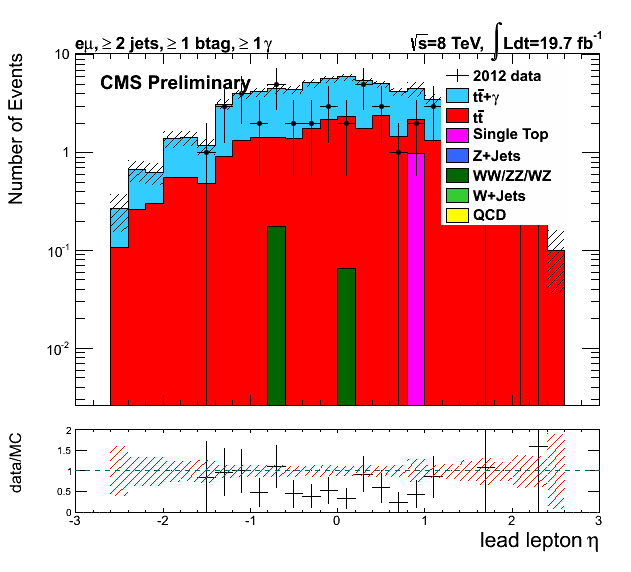 eμ, ≥ 2 jets, ≥ 1 btag, ≥ 1 γ
√s=8 TeV, ∫Ldt=19.7 fb⁻¹
CMS Preliminary
2012 data
tt̄+γ
tt̄
Single Top
Z+Jets
WW/ZZ/WZ
W+Jets
QCD
Number of Events
10
1
10⁻¹
10⁻²
data/MC
2
1.5
1
0.5
0
-3
-2
-1
0
1
2
3
lead lepton η